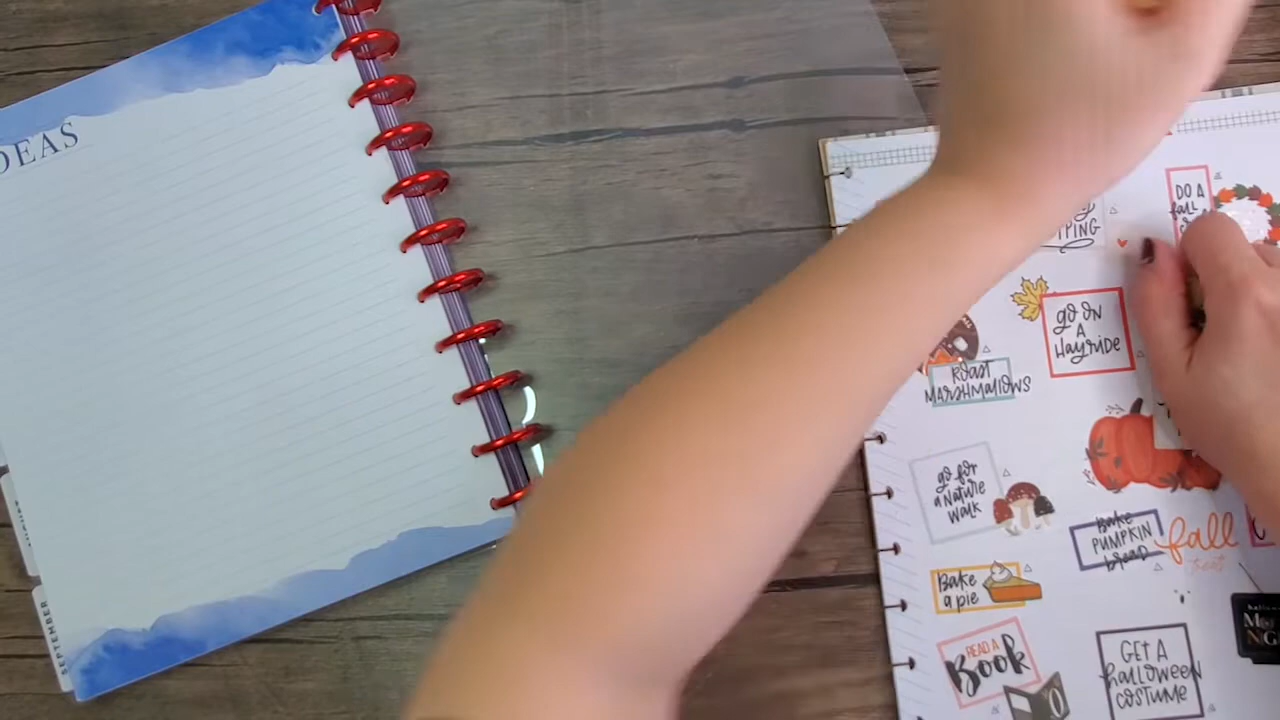 SEPTEMBER
DO A
fall
go on
A
Hayride
ROAST
MARSHMALLOWS
go for
a NATURE
WALK
Bake
PUMPKIN
bread
fall
treat
Bake
a pie
READ A
Book
GET A
halloween
COSTUME